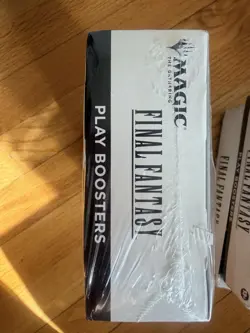 MAGIC
THE GATHERING
FINAL FANTASY
PLAY BOOSTERS
FINAL FANTASY